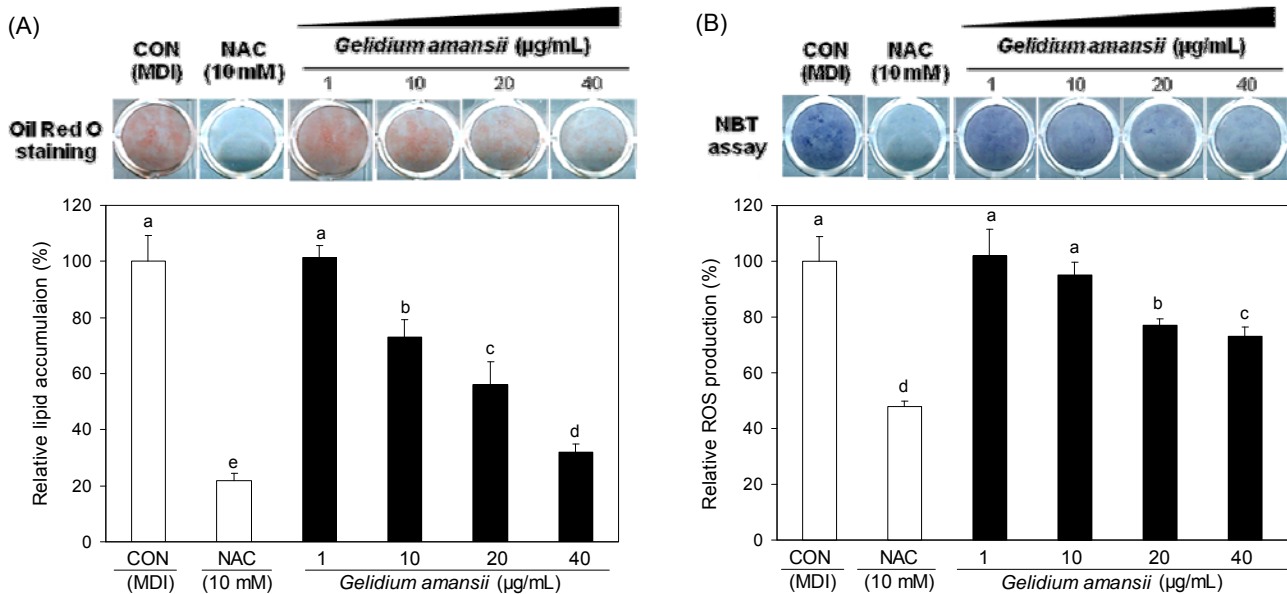 (A)
CON
(MDI)
NAC
(10 mM)
Gelidium amansii (µg/mL)
1 10 20 40
Oil Red O
staining
Relative lipid accumulaion (%)
120
100
80
60
40
20
0
a
e
a
b
c
d
CON
(MDI)
NAC
(10 mM)
1 10 20 40
Gelidium amansii (µg/mL)
(B)
CON
(MDI)
NAC
(10 mM)
Gelidium amansii (µg/mL)
1 10 20 40
NBT
assay
Relative ROS production (%)
120
100
80
60
40
20
0
a
d
a
a
b
c
CON
(MDI)
NAC
(10 mM)
1 10 20 40
Gelidium amansii (µg/mL)